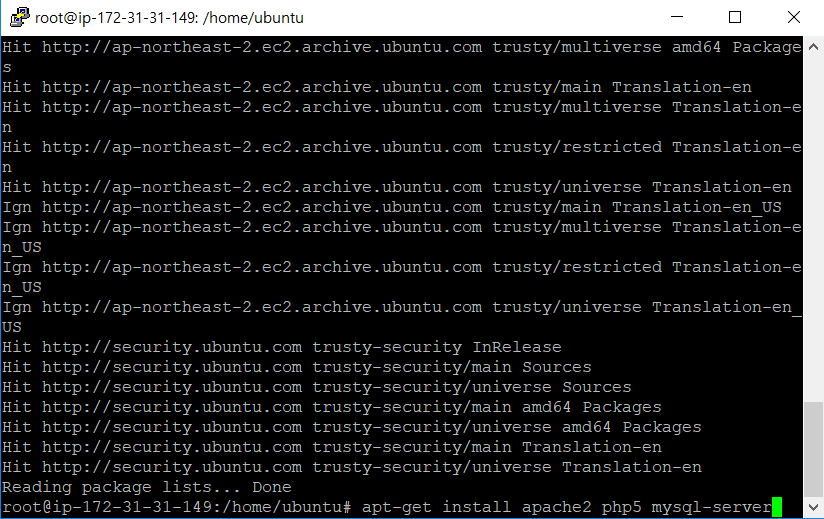 root@ip-172-31-31-149: /home/ubuntu
Hit http://ap-northeast-2.ec2.archive.ubuntu.com trusty/multiverse amd64 Package
s
Hit http://ap-northeast-2.ec2.archive.ubuntu.com trusty/main Translation-en
Hit http://ap-northeast-2.ec2.archive.ubuntu.com trusty/multiverse Translation-e
n
Hit http://ap-northeast-2.ec2.archive.ubuntu.com trusty/restricted Translation-e
n
Hit http://ap-northeast-2.ec2.archive.ubuntu.com trusty/universe Translation-en
Ign http://ap-northeast-2.ec2.archive.ubuntu.com trusty/main Translation-en_US
Ign http://ap-northeast-2.ec2.archive.ubuntu.com trusty/multiverse Translation-e
n_US
Ign http://ap-northeast-2.ec2.archive.ubuntu.com trusty/restricted Translation-e
n_US
Ign http://ap-northeast-2.ec2.archive.ubuntu.com trusty/universe Translation-en_
US
Hit http://security.ubuntu.com trusty-security InRelease
Hit http://security.ubuntu.com trusty-security/main Sources
Hit http://security.ubuntu.com trusty-security/universe Sources
Hit http://security.ubuntu.com trusty-security/main amd64 Packages
Hit http://security.ubuntu.com trusty-security/universe amd64 Packages
Hit http://security.ubuntu.com trusty-security/main Translation-en
Hit http://security.ubuntu.com trusty-security/universe Translation-en
Reading package lists... Done
root@ip-172-31-31-149:/home/ubuntu# apt-get install apache2 php5 mysql-server